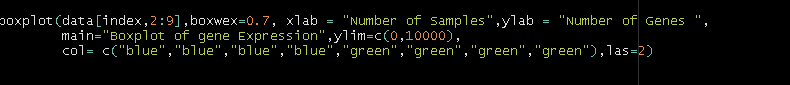 boxplot(data[index,2:9],boxwex=0.7, xlab = "Number of Samples",ylab = "Number of Genes ",
main="Boxplot of gene Expression",ylim=c(0,10000),
col= c("blue","blue","blue","blue","green","green","green","green"),las=2)